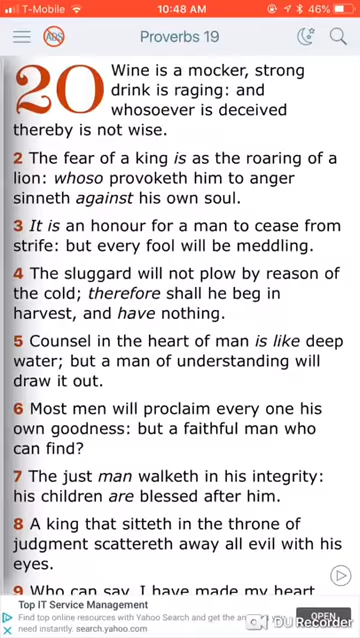 T-Mobile 10:48 AM 46%
ADS Proverbs 19
20 Wine is a mocker, strong
drink is raging: and
whosoever is deceived
thereby is not wise.
2 The fear of a king is as the roaring of a
lion: whoso provoketh him to anger
sinneth against his own soul.
3 It is an honour for a man to cease from
strife: but every fool will be meddling.
4 The sluggard will not plow by reason of
the cold; therefore shall he beg in
harvest, and have nothing.
5 Counsel in the heart of man is like deep
water; but a man of understanding will
draw it out.
6 Most men will proclaim every one his
own goodness: but a faithful man who
can find?
7 The just man walketh in his integrity:
his children are blessed after him.
8 A king that sitteth in the throne of
judgment scattereth away all evil with his
eyes.
9 Who can say, I have made my heart
Top IT Service Management
Find top online resources with Yahoo Search and get the
need instantly. search.yahoo.com
OPEN
DU Recorder